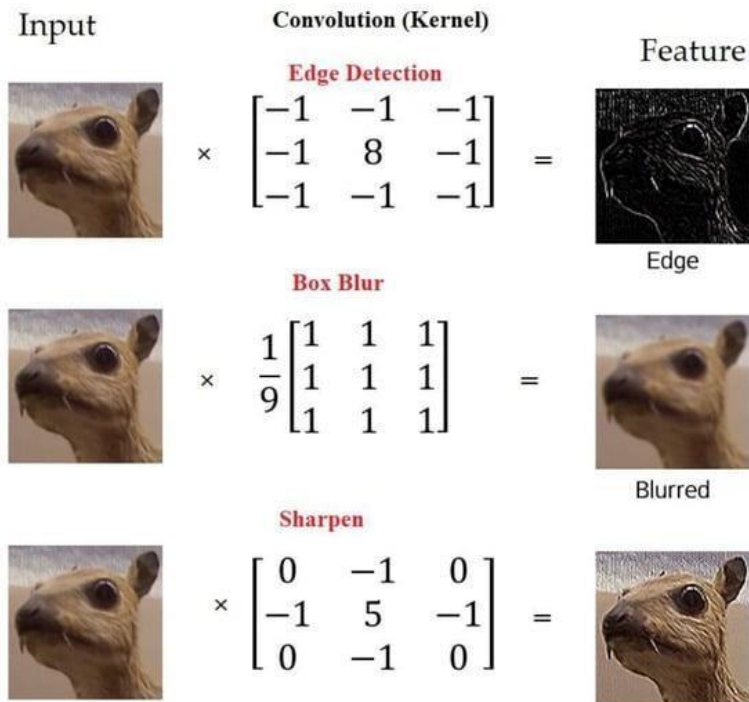 Input
Convolution (Kernel)
Feature
Edge Detection
×
[−1 −1 −1]
[−1 8 −1]
[−1 −1 −1]
=
Edge
Box Blur
×
1/9
[1 1 1]
[1 1 1]
[1 1 1]
=
Blurred
Sharpen
×
[0 −1 0]
[−1 5 −1]
[0 −1 0]
=